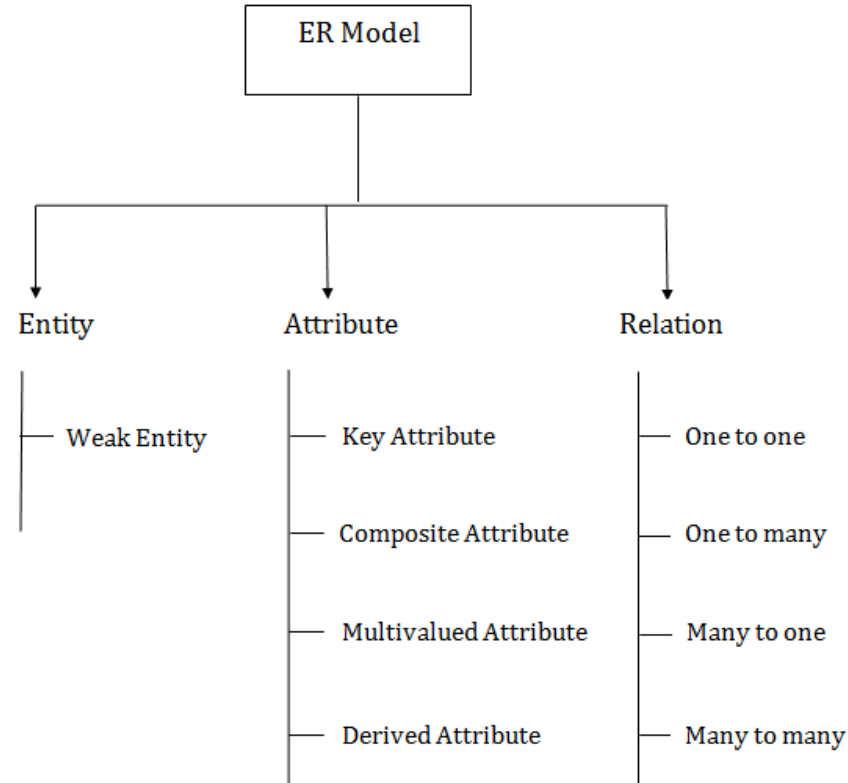 ER Model
Entity
Attribute
Relation
Weak Entity
Key Attribute
One to one
Composite Attribute
One to many
Multivalued Attribute
Many to one
Derived Attribute
Many to many